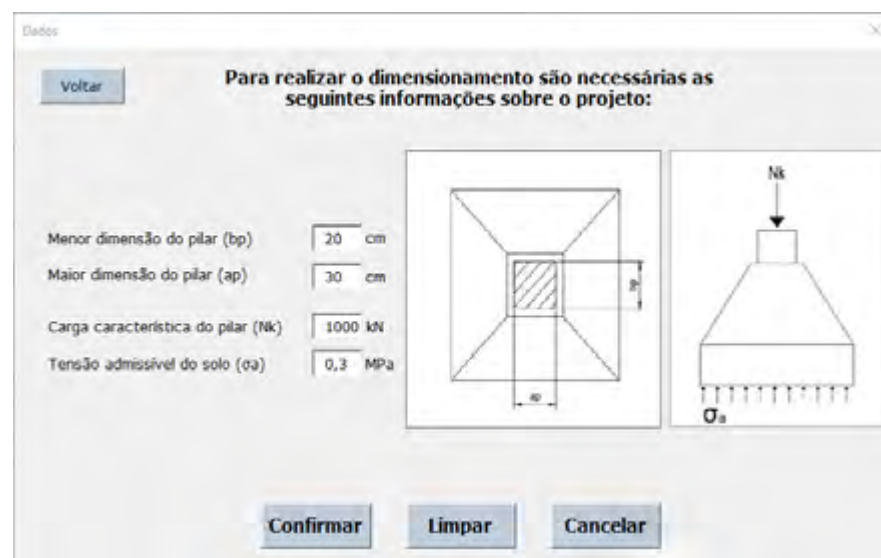 Dados
Voltar
Para realizar o dimensionamento são necessárias as
seguintes informações sobre o projeto:
Menor dimensão do pilar (bp) 20 cm
Maior dimensão do pilar (ap) 30 cm
Carga característica do pilar (Nk) 1000 kN
Tensão admissível do solo (σa) 0,3 MPa
bp
ap
Nk
σa
Confirmar Limpar Cancelar